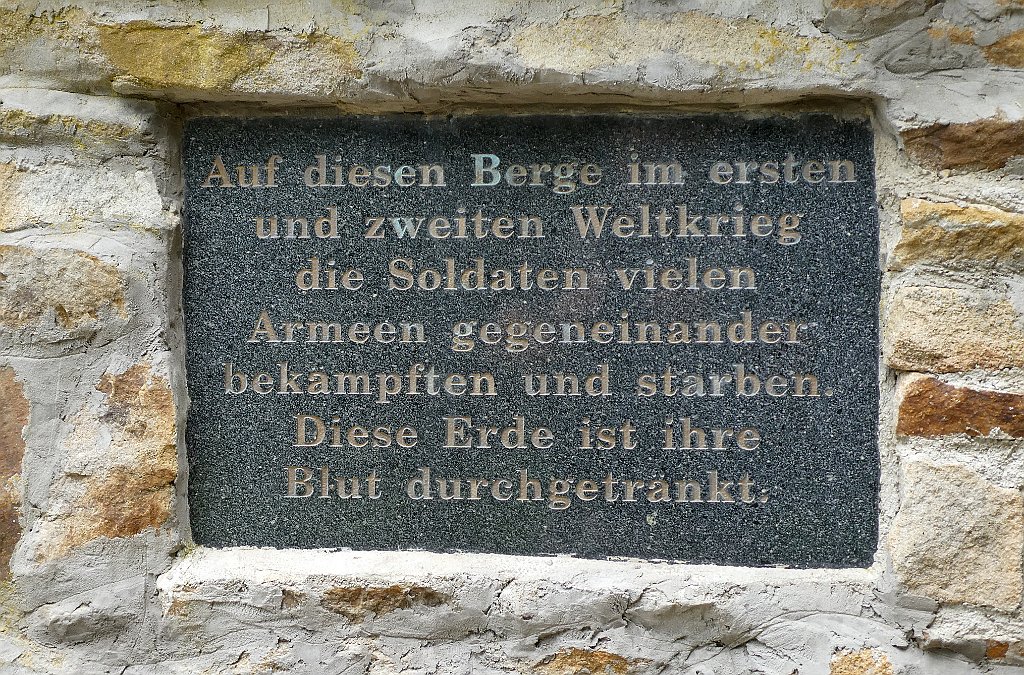 Auf diesen Berge im ersten
und zweiten Weltkrieg
die Soldaten vielen
Armeen gegeneinander
bekämpften und starben.
Diese Erde ist ihre
Blut durchgetränkt.